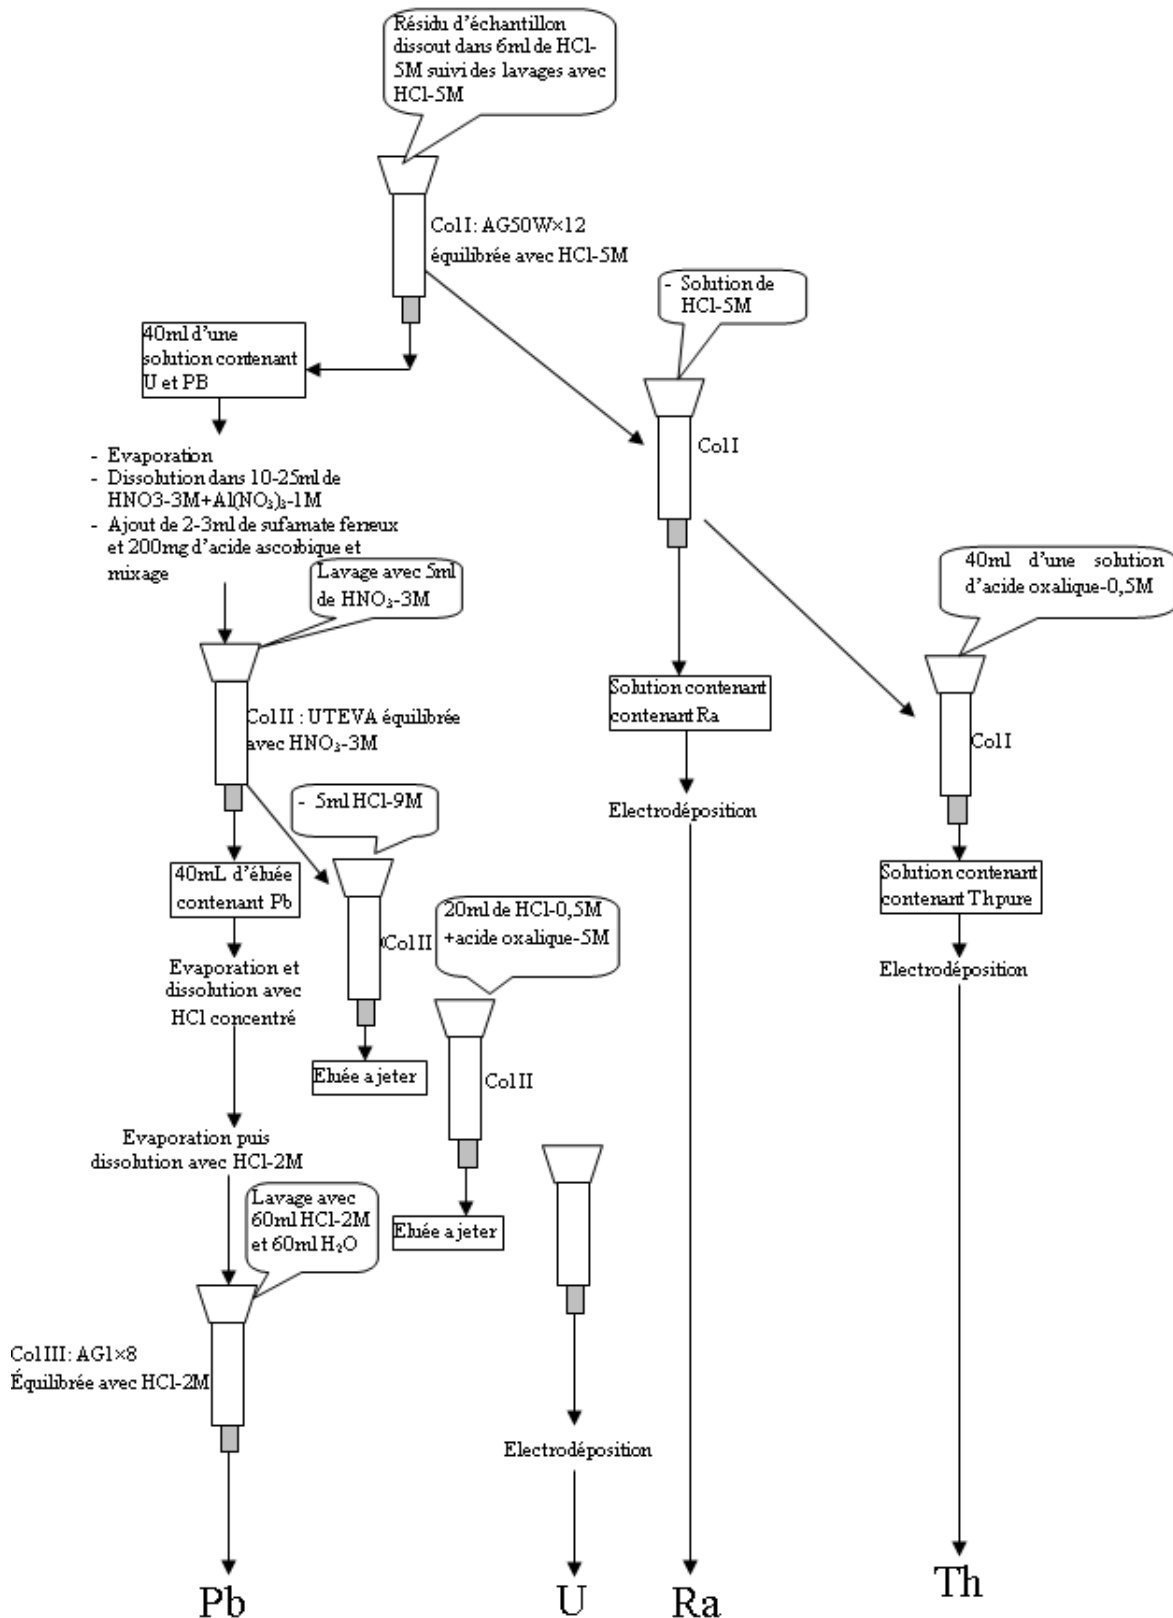 Résidu d'échantillon
dissout dans 6ml de HCl-
5M suivi des lavages avec
HCl-5M
Col I: AG50W×12
équilibrée avec HCl-5M
- Solution de
HCl-5M
40ml d'une
solution contenant
U et PB
Col I
- Evaporation
- Dissolution dans 10-25ml de
HNO3-3M+Al(NO₃)₃-1M
- Ajout de 2-3ml de sufamate ferreux
et 200mg d'acide ascorbique et
mixage
Lavage avec 5ml
de HNO₃-3M
40ml d'une solution
d'acide oxalique-0,5M
Col II : UTEVA équilibrée
avec HNO₃-3M
Solution contenant
contenant Ra
Col I
- 5ml HCl-9M
Electrodéposition
40mL d'éluée
contenant Pb
Solution contenant
contenant Th pure
20ml de HCl-0,5M
+acide oxalique-5M
Col II
Evaporation et
dissolution avec
HCl concentré
Electrodéposition
Eluée a jeter
Col II
Evaporation puis
dissolution avec HCl-2M
Lavage avec
60ml HCl-2M
et 60ml H₂O
Eluée a jeter
Col III: AG1×8
Équilibrée avec HCl-2M
Electrodéposition
Pb
U
Ra
Th